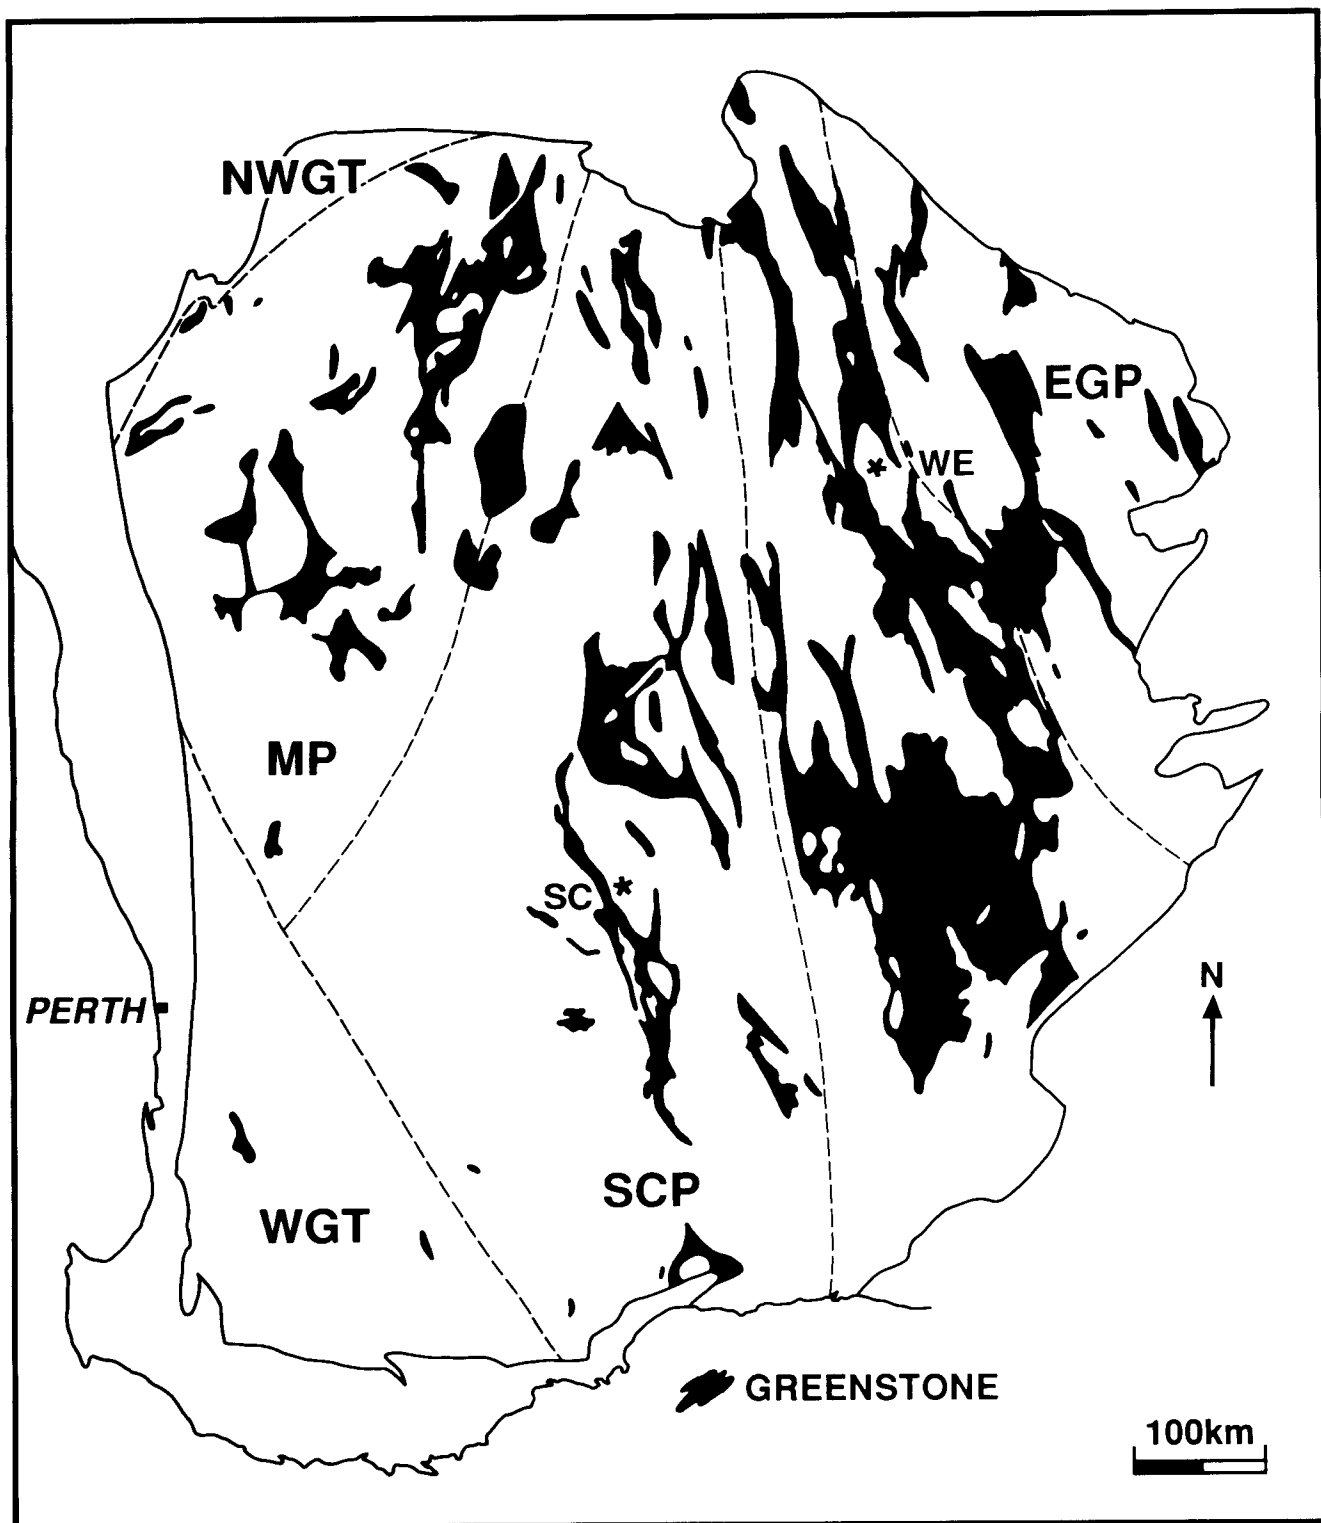 NWGT
EGP
* WE
MP
SC *
N
PERTH
SCP
WGT
GREENSTONE
100km